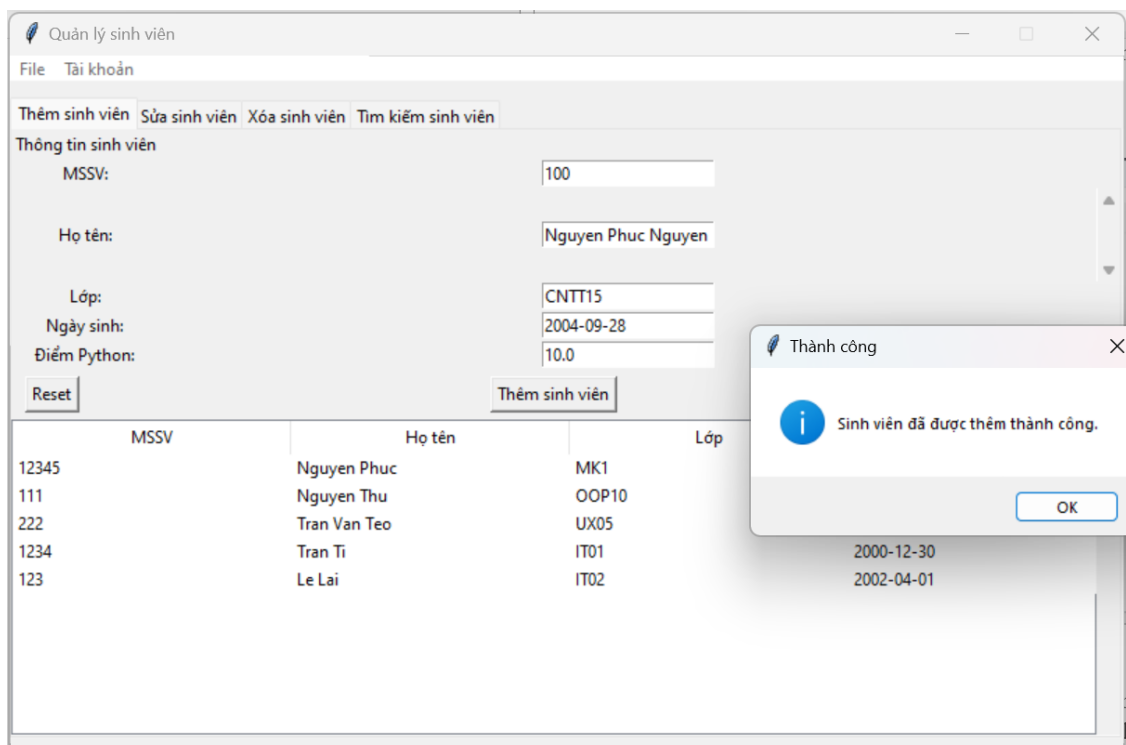 Quản lý sinh viên
File Tài khoản
Thêm sinh viên Sửa sinh viên Xóa sinh viên Tìm kiếm sinh viên
Thông tin sinh viên
MSSV: 100
Họ tên: Nguyen Phuc Nguyen
Lớp: CNTT15
Ngày sinh: 2004-09-28
Điểm Python: 10.0
Reset Thêm sinh viên
Thành công
Sinh viên đã được thêm thành công.
OK
MSSV Họ tên Lớp
12345 Nguyen Phuc MK1
111 Nguyen Thu OOP10
222 Tran Van Teo UX05
1234 Tran Ti IT01 2000-12-30
123 Le Lai IT02 2002-04-01